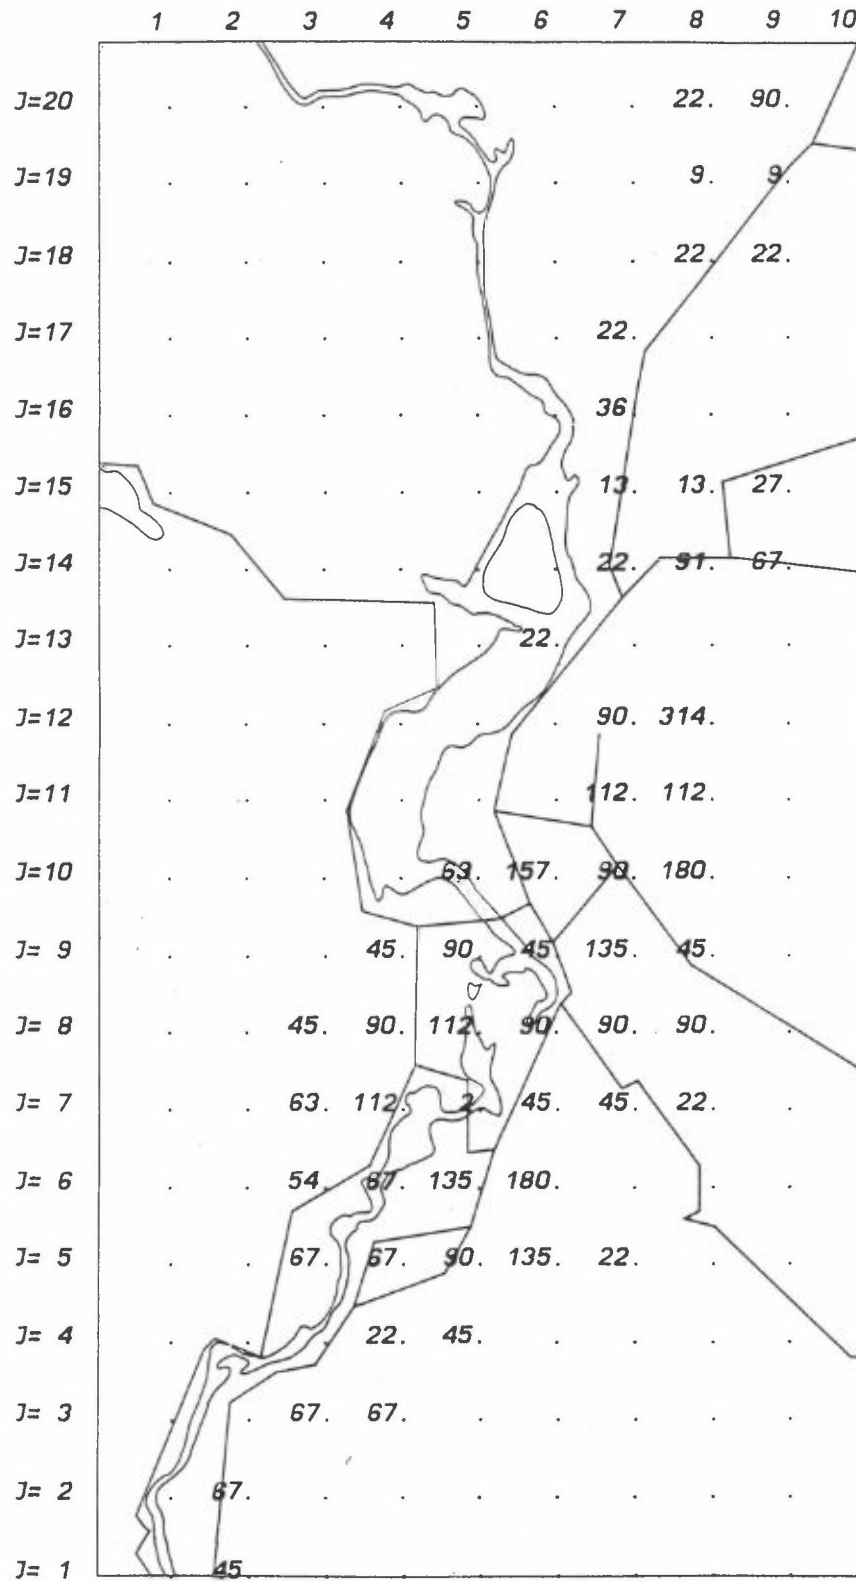 1 2 3 4 5 6 7 8 9 10
J=20 22. 90.
J=19 9. 9.
J=18 22. 22.
J=17 22.
J=16 36.
J=15 13. 13. 27.
J=14 22. 91. 67.
J=13 22.
J=12 90. 314.
J=11 112. 112.
J=10 63. 157. 90. 180.
J= 9 45. 90. 45. 135. 45.
J= 8 45. 90. 112. 90. 90. 90.
J= 7 63. 112. 2. 45. 45. 22.
J= 6 54. 67. 135. 180.
J= 5 67. 67. 90. 135. 22.
J= 4 22. 45.
J= 3 67. 67.
J= 2 67.
J= 1 45.